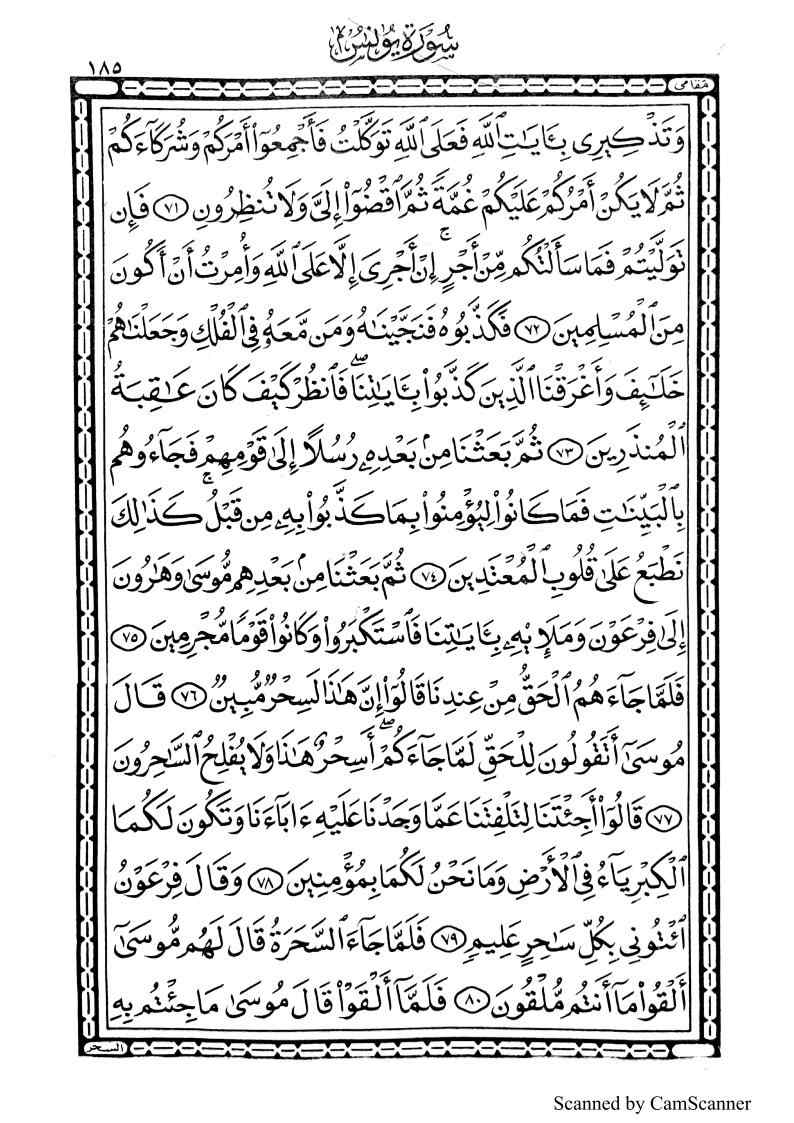 سُورَةُ يُونُسَ
١٨٥
مَّقَامِى
وَتَذْكِيرِى بِـَٔايَـٰتِ ٱللَّهِ فَعَلَى ٱللَّهِ تَوَكَّلْتُ فَأَجْمِعُوٓا۟ أَمْرَكُمْ وَشُرَكَآءَكُمْ
ثُمَّ لَا يَكُنْ أَمْرُكُمْ عَلَيْكُمْ غُمَّةً ثُمَّ ٱقْضُوٓا۟ إِلَىَّ وَلَا تُنظِرُونِ ٧١ فَإِن
تَوَلَّيْتُمْ فَمَا سَأَلْتُكُم مِّنْ أَجْرٍ إِنْ أَجْرِىَ إِلَّا عَلَى ٱللَّهِ وَأُمِرْتُ أَنْ أَكُونَ
مِنَ ٱلْمُسْلِمِينَ ٧٢ فَكَذَّبُوهُ فَنَجَّيْنَـٰهُ وَمَن مَّعَهُۥ فِى ٱلْفُلْكِ وَجَعَلْنَـٰهُمْ
خَلَـٰٓئِفَ وَأَغْرَقْنَا ٱلَّذِينَ كَذَّبُوا۟ بِـَٔايَـٰتِنَا ۖ فَٱنظُرْ كَيْفَ كَانَ عَـٰقِبَةُ
ٱلْمُنذَرِينَ ٧٣ ثُمَّ بَعَثْنَا مِنۢ بَعْدِهِۦ رُسُلًا إِلَىٰ قَوْمِهِمْ فَجَآءُوهُم
بِٱلْبَيِّنَـٰتِ فَمَا كَانُوا۟ لِيُؤْمِنُوا۟ بِمَا كَذَّبُوا۟ بِهِۦ مِن قَبْلُ ۚ كَذَٰلِكَ
نَطْبَعُ عَلَىٰ قُلُوبِ ٱلْمُعْتَدِينَ ٧٤ ثُمَّ بَعَثْنَا مِنۢ بَعْدِهِم مُّوسَىٰ وَهَـٰرُونَ
إِلَىٰ فِرْعَوْنَ وَمَلَإِي۟هِۦ بِـَٔايَـٰتِنَا فَٱسْتَكْبَرُوا۟ وَكَانُوا۟ قَوْمًا مُّجْرِمِينَ ٧٥
فَلَمَّا جَآءَهُمُ ٱلْحَقُّ مِنْ عِندِنَا قَالُوٓا۟ إِنَّ هَـٰذَا لَسِحْرٌ مُّبِينٌ ٧٦ قَالَ
مُوسَىٰٓ أَتَقُولُونَ لِلْحَقِّ لَمَّا جَآءَكُمْ ۖ أَسِحْرٌ هَـٰذَا وَلَا يُفْلِحُ ٱلسَّـٰحِرُونَ
٧٧ قَالُوٓا۟ أَجِئْتَنَا لِتَلْفِتَنَا عَمَّا وَجَدْنَا عَلَيْهِ ءَابَآءَنَا وَتَكُونَ لَكُمَا
ٱلْكِبْرِيَآءُ فِى ٱلْأَرْضِ وَمَا نَحْنُ لَكُمَا بِمُؤْمِنِينَ ٧٨ وَقَالَ فِرْعَوْنُ
ٱئْتُونِى بِكُلِّ سَـٰحِرٍ عَلِيمٍ ٧٩ فَلَمَّا جَآءَ ٱلسَّحَرَةُ قَالَ لَهُم مُّوسَىٰٓ
أَلْقُوا۟ مَآ أَنتُم مُّلْقُونَ ٨٠ فَلَمَّآ أَلْقَوْا۟ قَالَ مُوسَىٰ مَا جِئْتُم بِهِ
السحر
Scanned by CamScanner